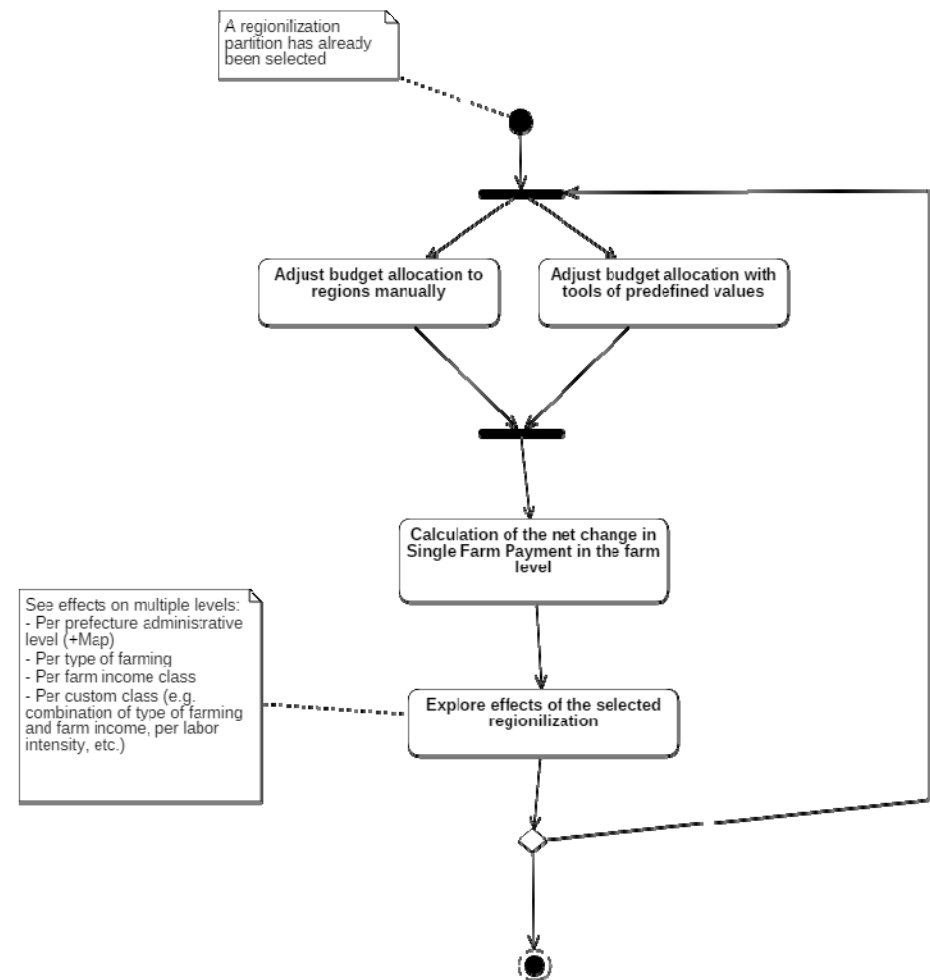 A regionilization
partition has already
been selected
Adjust budget allocation to
regions manually
Adjust budget allocation with
tools of predefined values
Calculation of the net change in
Single Farm Payment in the farm
level
See effects on multiple levels:
- Per prefecture administrative
level (+Map)
- Per type of farming
- Per farm income class
- Per custom class (e.g.
combination of type of farming
and farm income, per labor
intensity, etc.)
Explore effects of the selected
regionilization